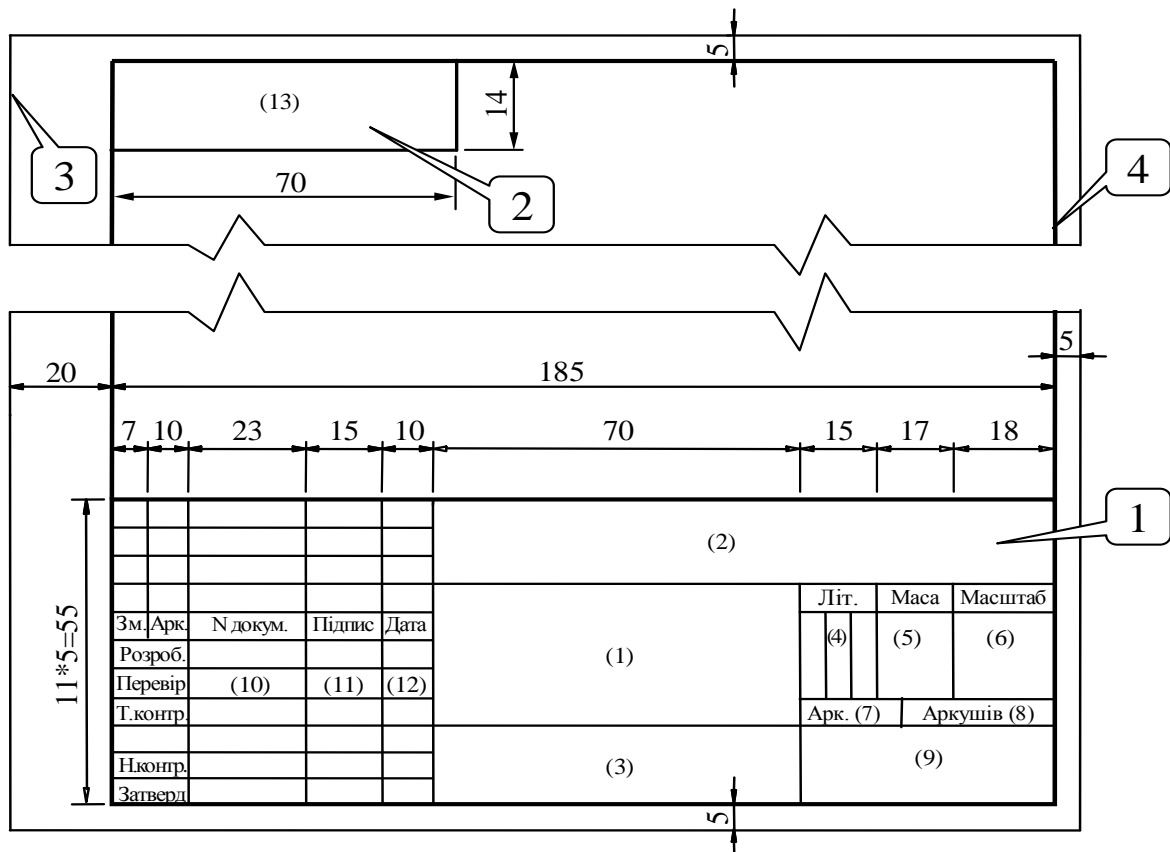 5
(13)
14
3
4
70
2
5
20
185
7 10 23 15 10 70 15 17 18
1
(2)
Літ. Маса Масштаб
Зм. Арк. N докум. Підпис Дата
(4) (5) (6)
Розроб.
(1)
Перевір (10) (11) (12)
Т.контр. Арк. (7) Аркушів (8)
11*5=55
(9)
Н.контр. (3)
Затверд
5